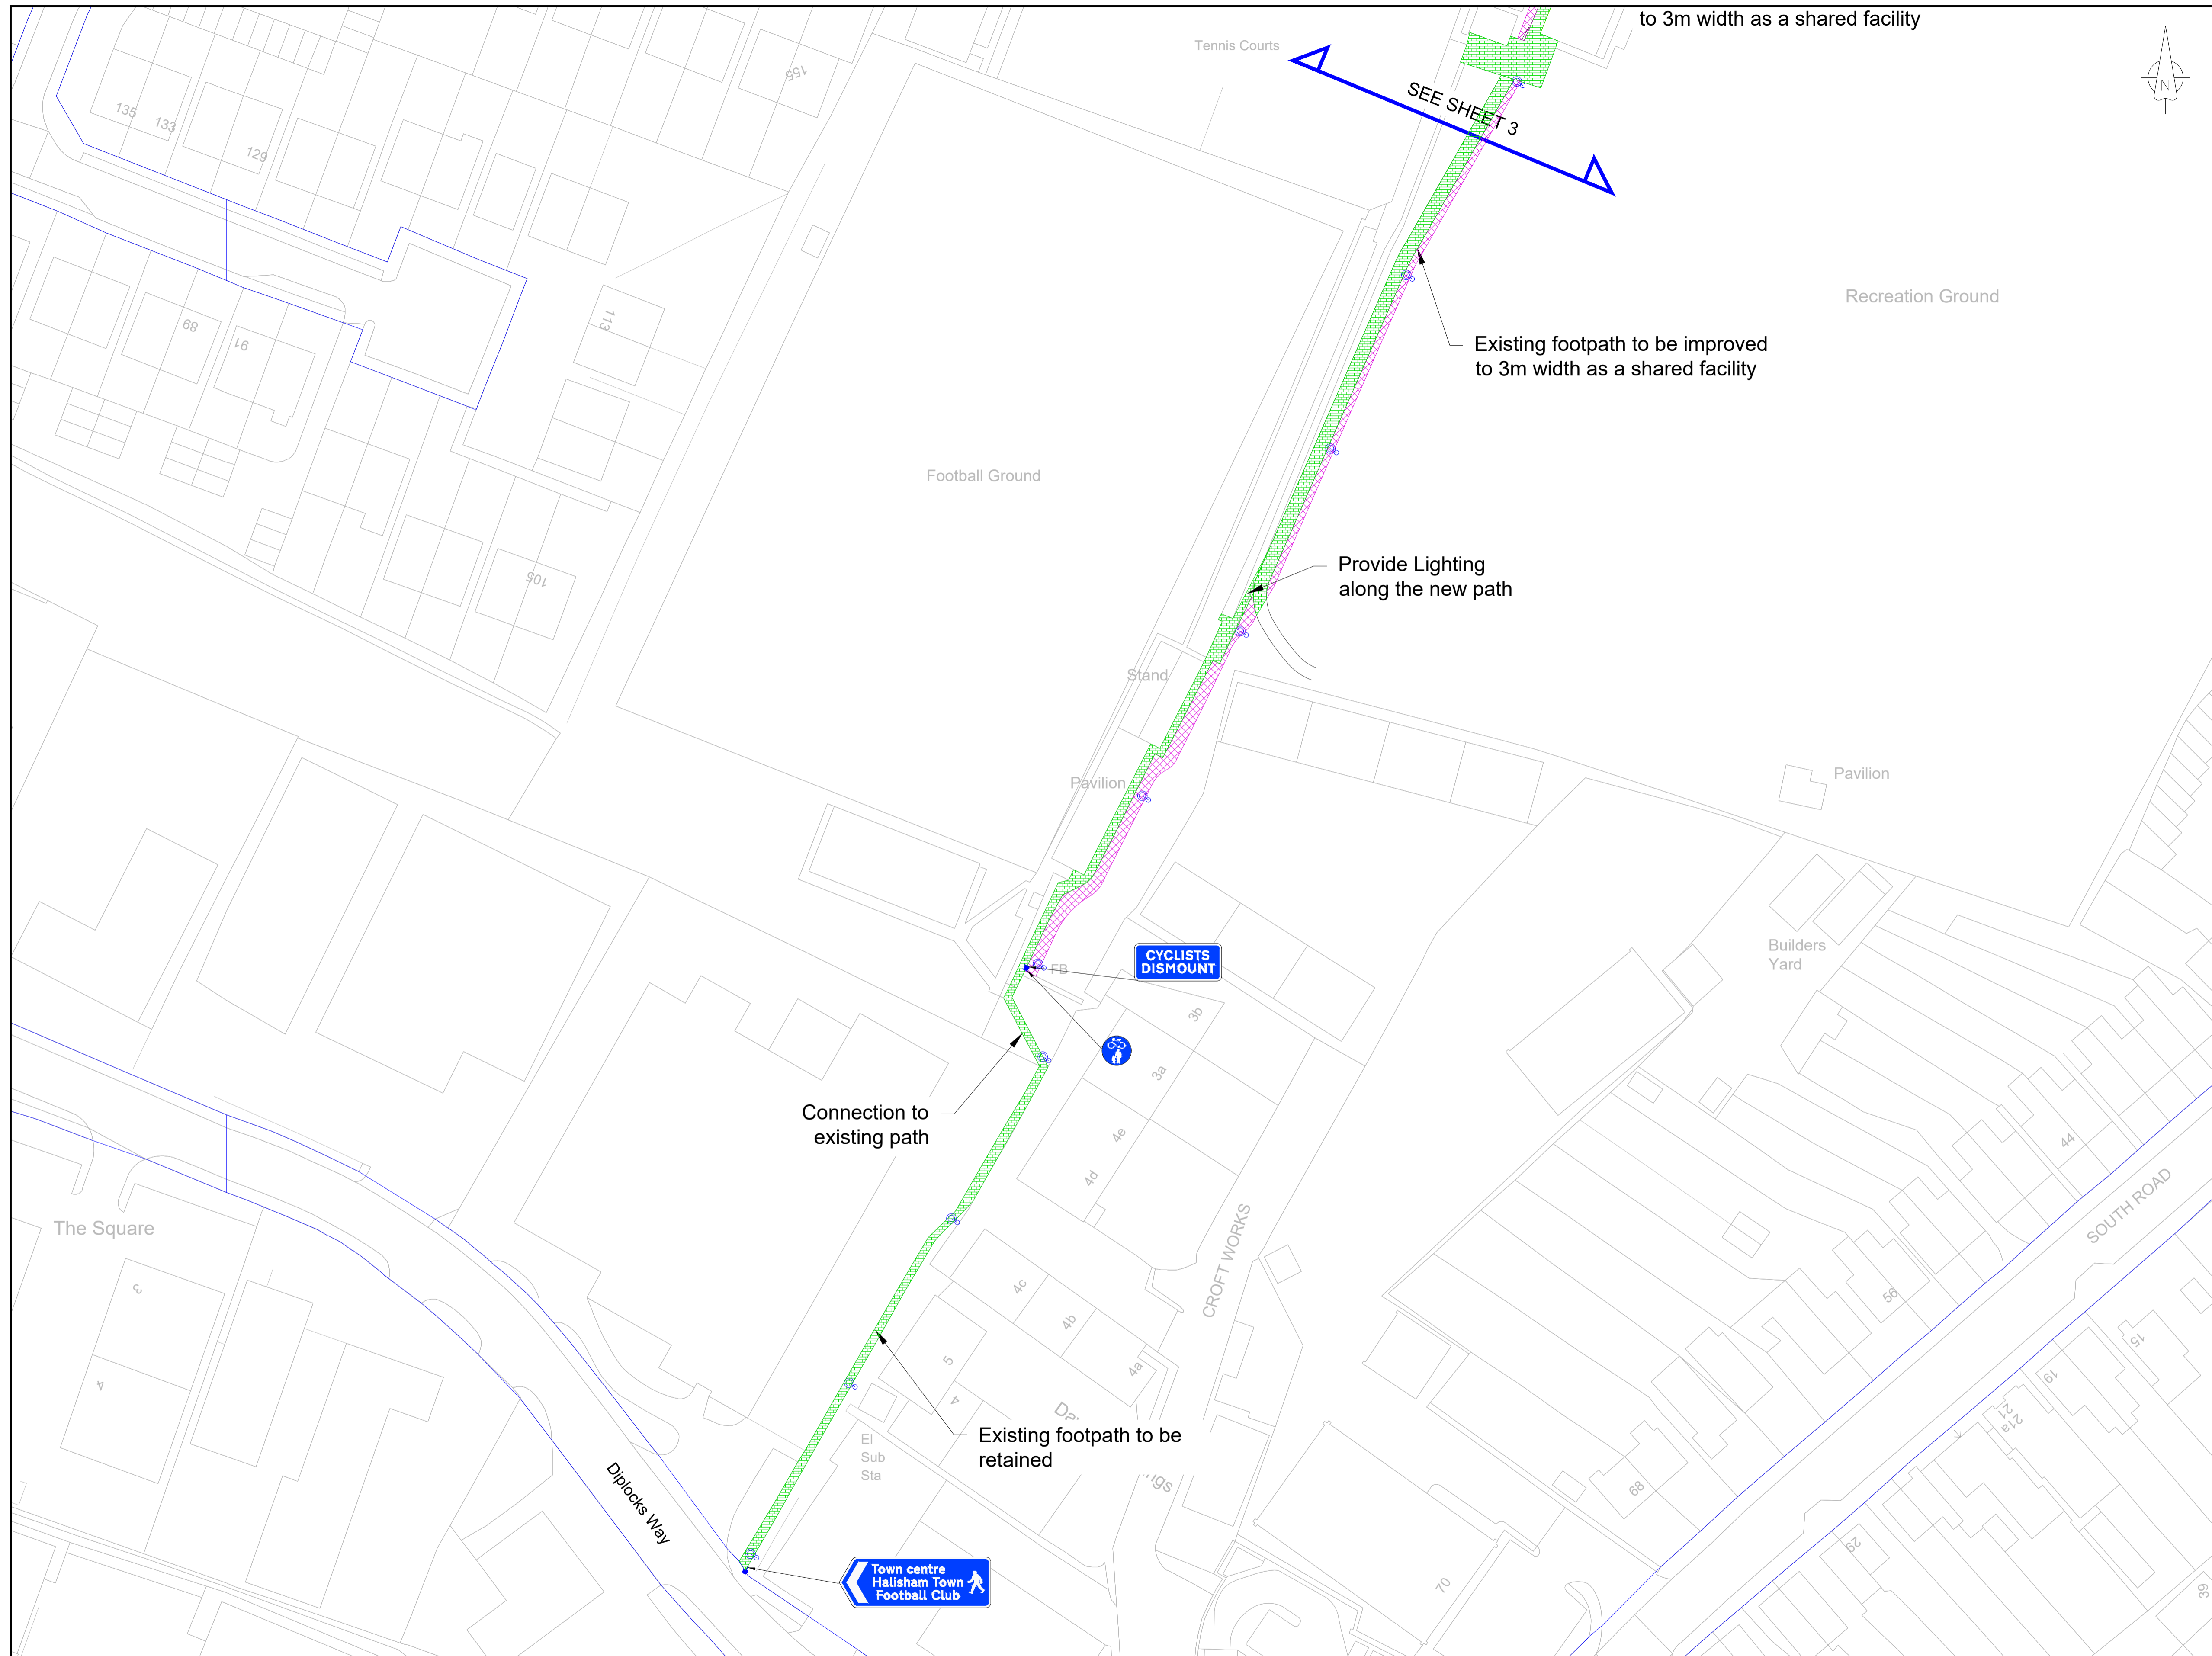 to 3m width as a shared facility
Tennis Courts
N
SEE SHEET 3
155
135
133
129
113
Recreation Ground
89
91
Existing footpath to be improved
to 3m width as a shared facility
Football Ground
105
Provide Lighting
along the new path
Stand
Pavilion
Pavilion
Builders
Yard
CYCLISTS
DISMOUNT
FB
3b
3a
4e
4d
Connection to
existing path
44
SOUTH ROAD
The Square
CROFT WORKS
3
4
4c
4b
4a
5
4
56
15
19
21
21a
Existing footpath to be
retained
El
Sub
Sta
68
29
70
39
Diplocks Way
Town centre
Halisham Town
Football Club